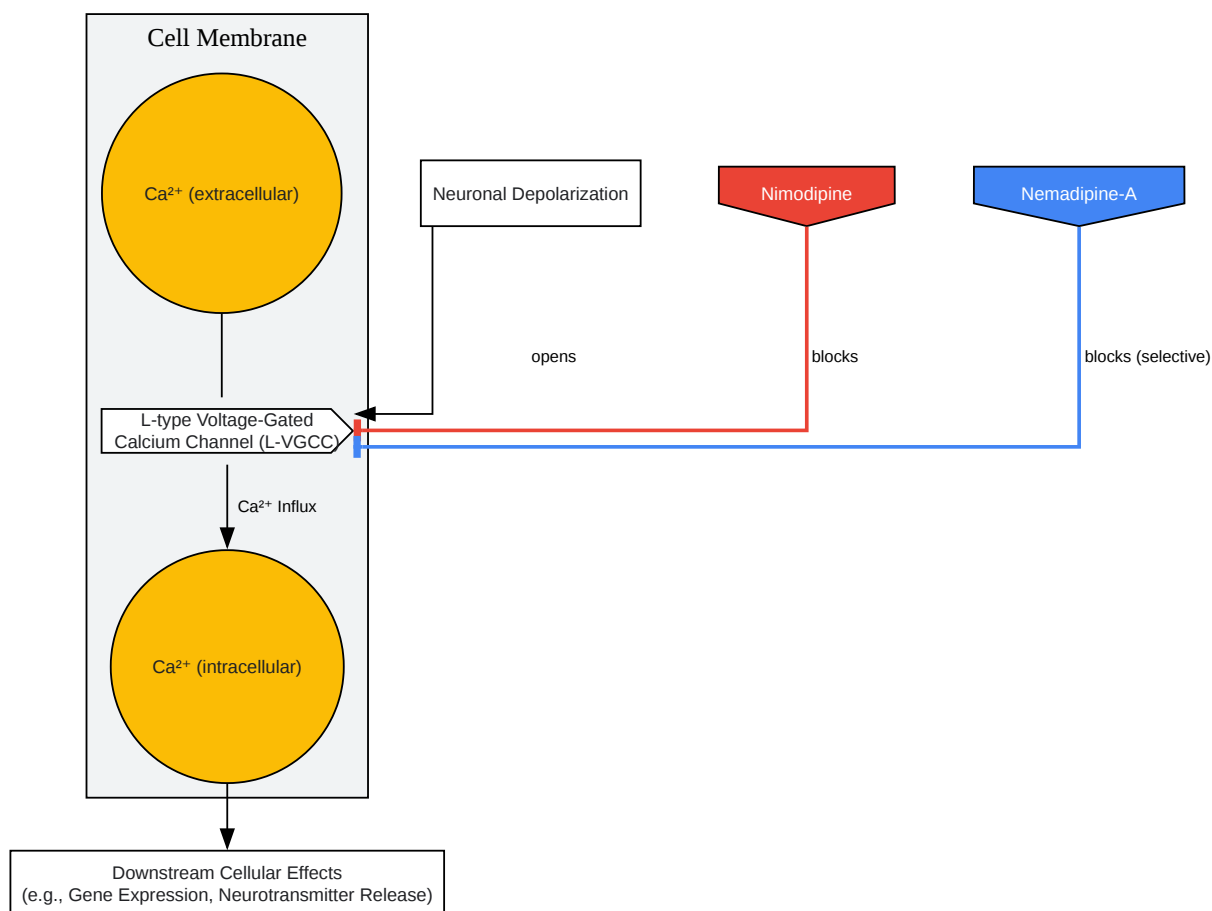 Cell Membrane
Ca²⁺ (extracellular)
Neuronal Depolarization
Nimodipine
Nemadipine-A
opens
blocks
blocks (selective)
L-type Voltage-Gated
Calcium Channel (L-VGCC)
Ca²⁺ Influx
Ca²⁺ (intracellular)
Downstream Cellular Effects
(e.g., Gene Expression, Neurotransmitter Release)